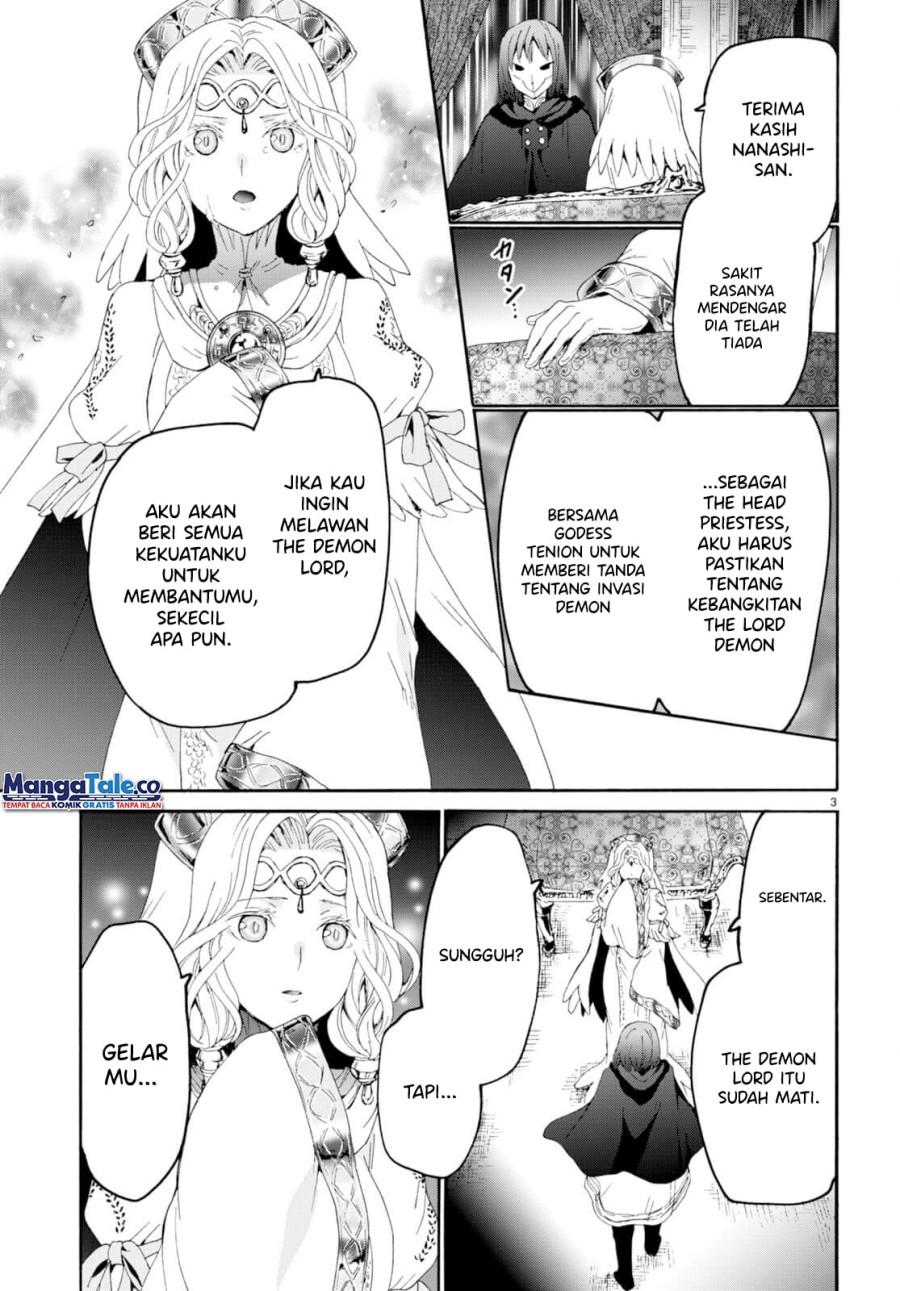 TERIMA
KASIH
NANASHI-
SAN.
SAKIT
RASANYA
MENDENGAR
DIA TELAH
TIADA
カタン…
...SEBAGAI
THE HEAD
PRIESTESS,
AKU HARUS
PASTIKAN
TENTANG
KEBANGKITAN
THE LORD
DEMON
BERSAMA
GODESS
TENION UNTUK
MEMBERI TANDA
TENTANG INVASI
DEMON
JIKA KAU
INGIN
MELAWAN
THE DEMON
LORD,
AKU AKAN
BERI SEMUA
KEKUATANKU
UNTUK
MEMBANTUMU,
SEKECIL
APA PUN.
MangaTale.co
TEMPAT BACA KOMIK GRATIS TANPA IKLAN
3
SEBENTAR.
THE DEMON
LORD ITU
SUDAH MATI.
SUNGGUH?
TAPI...
GELAR
MU...